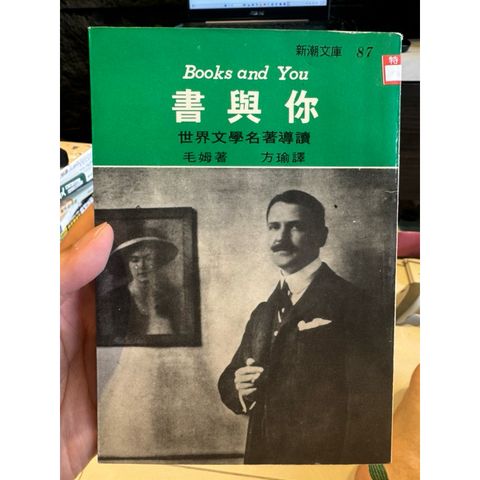 新潮文庫 87
特
Books and You
書與你
世界文學名著導讀
毛姆著 方瑜譯